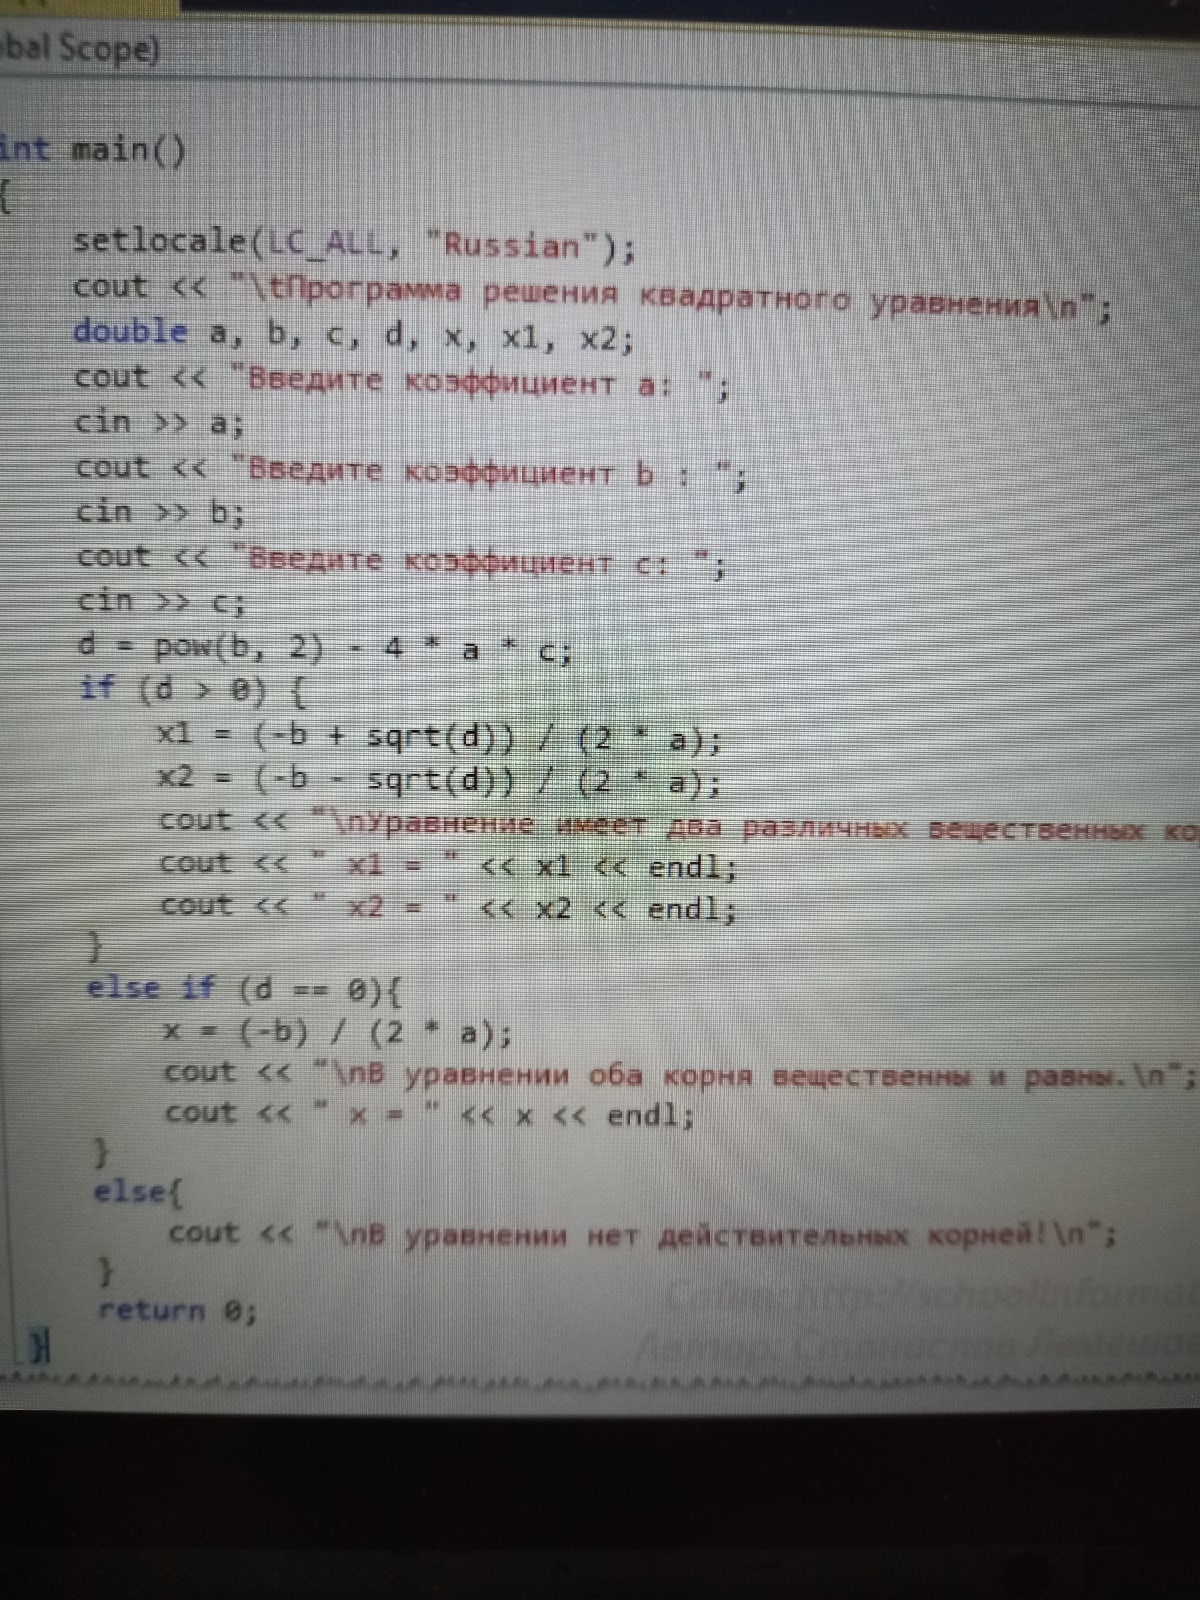 bal Scope)
int main()
{
setlocale(LC_ALL, "Russian");
cout << "\tПрограмма решения квадратного уравнения\n";
double a, b, c, d, x, x1, x2;
cout << "Введите коэффициент a: ";
cin >> a;
cout << "Введите коэффициент b : ";
cin >> b;
cout << "Введите коэффициент c: ";
cin >> c;
d = pow(b, 2) - 4 * a * c;
if (d > 0) {
x1 = (-b + sqrt(d)) / (2 * a);
x2 = (-b - sqrt(d)) / (2 * a);
cout << "\nУравнение имеет два различных вещественных ко
cout << " x1 = " << x1 << endl;
cout << " x2 = " << x2 << endl;
}
else if (d == 0){
x = (-b) / (2 * a);
cout << "\nВ уравнении оба корня вещественны и равны.\n";
cout << " x = " << x << endl;
}
else{
cout << "\nВ уравнении нет действительных корней!\n";
}
return 0;
}
http://schoolinforma
Автор: Станислав